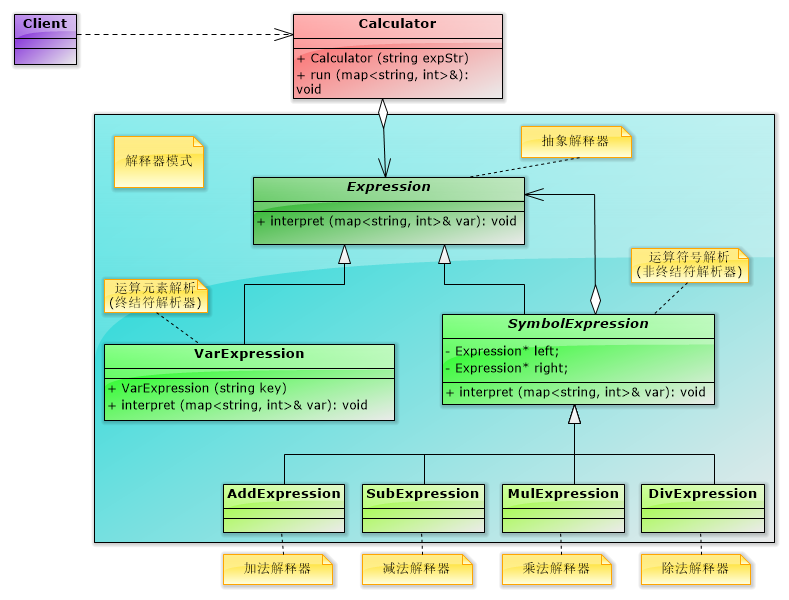 Client
Calculator
+ Calculator (string expStr)
+ run (map<string, int>&):
void
解释器模式
抽象解释器
Expression
+ interpret (map<string, int>& var): void
运算符号解析
(非终结符解析器)
运算元素解析
(终结符解析器)
SymbolExpression
- Expression* left;
- Expression* right;
+ interpret (map<string, int>& var): void
VarExpression
+ VarExpression (string key)
+ interpret (map<string, int>& var): void
AddExpression
SubExpression
MulExpression
DivExpression
加法解释器
减法解释器
乘法解释器
除法解释器